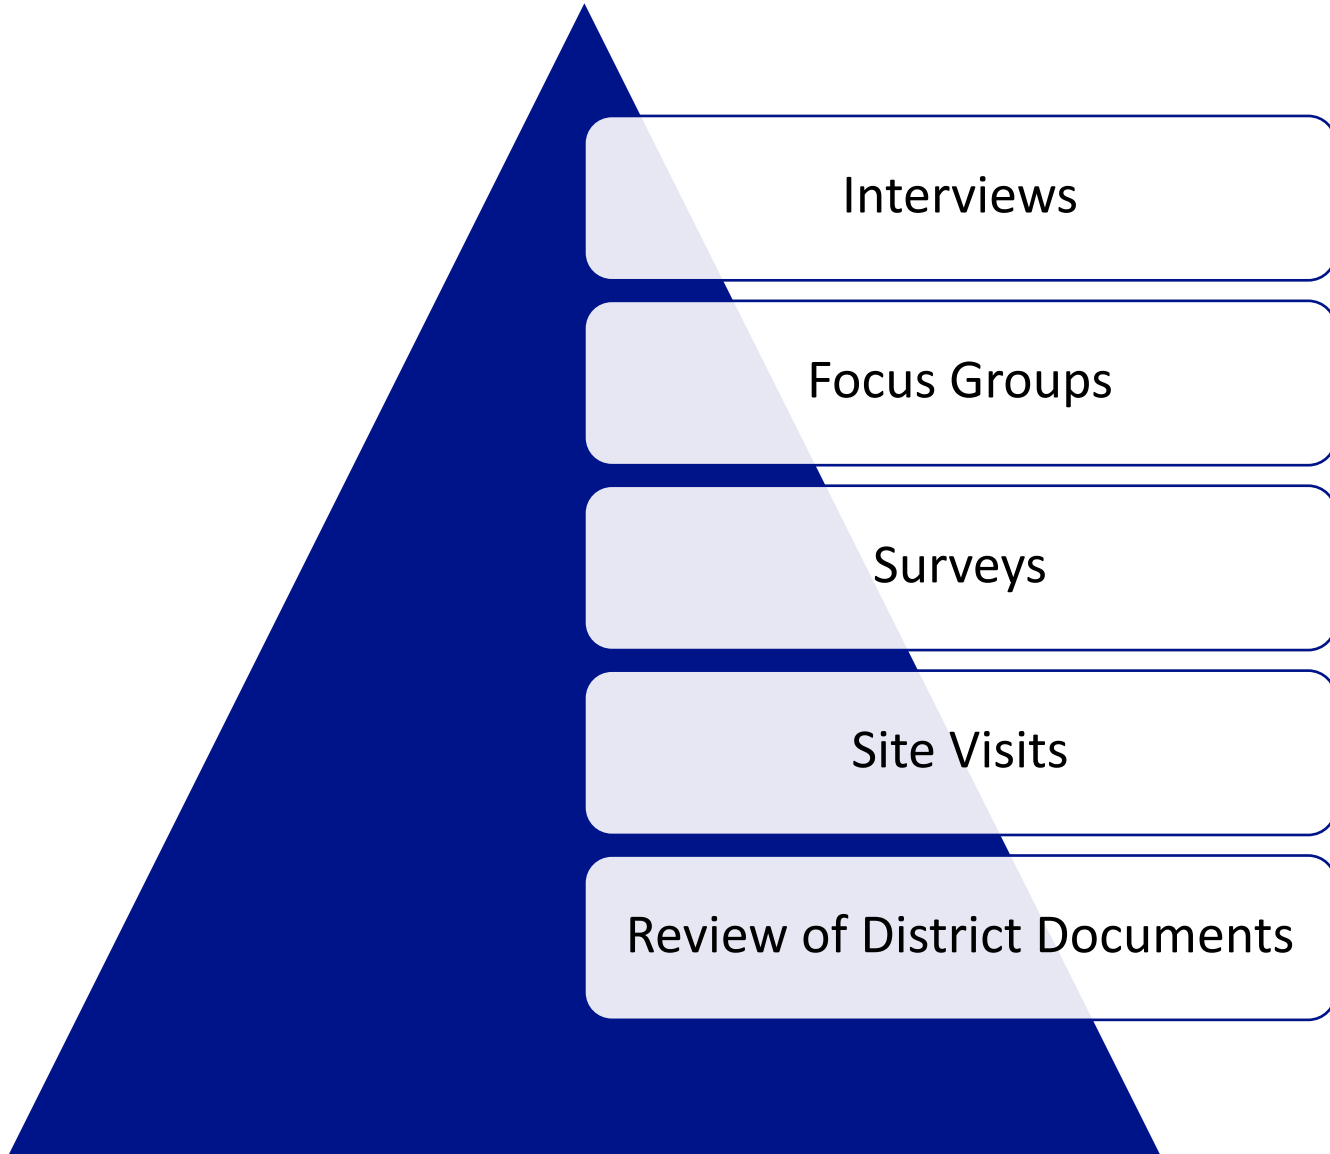 Interviews
Focus Groups
Surveys
Site Visits
Review of District Documents